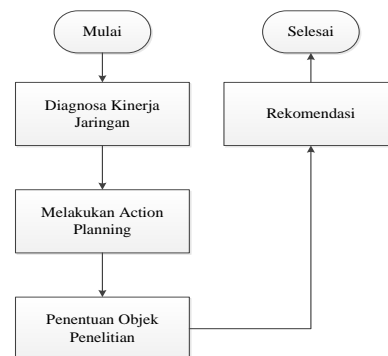 Mulai
Diagnosa Kinerja
Jaringan
Melakukan Action
Planning
Penentuan Objek
Penelitian
Rekomendasi
Selesai